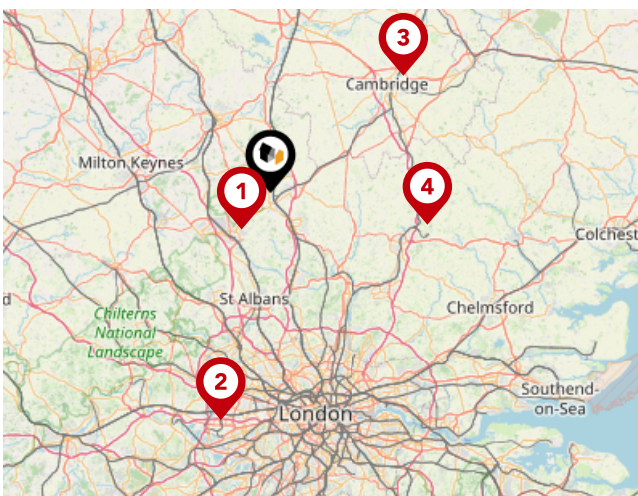 3
Cambridge
Milton Keynes
1
4
Colchest
d
St Albans
Chelmsford
Chilterns
National
Landscape
2
Southend-
on-Sea
London